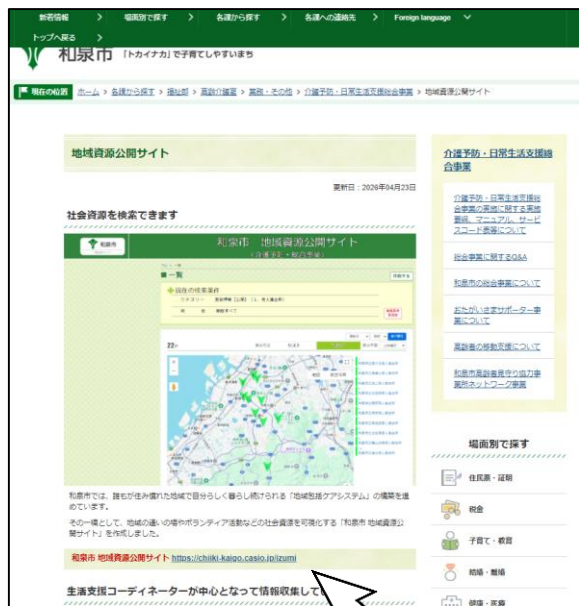 新着情報 > 場面別で探す > 各課から探す > 各課への連絡先 > Foreign language
トップへ戻る >
和泉市 「トカイナカ」で子育てしやすいまち
現在の位置 ホーム > 各課から探す > 福祉部 > 高齢介護室 > 業務・その他 > 介護予防・日常生活支援総合事業 > 地域資源公開サイト
地域資源公開サイト
更新日:2026年04月23日
社会資源を検索できます
和泉市
和泉市 地域資源公開サイト
(介護予防・総合事業)
一覧
現在の検索条件
22件
和泉市では、誰もが住み慣れた地域で自分らしく暮らし続けられる「地域包括ケアシステム」の構築を進
めています。
その一環として、地域の通いの場やボランティア活動などの社会資源を可視化する「和泉市 地域資源公
開サイト」を作成しました。
和泉市 地域資源公開サイト https://chiiki-kaigo.casio.jp/izumi
生活支援コーディネーターが中心となって情報収集して
介護予防・日常生活支援総
合事業
介護予防・日常生活支援総
合事業の実施に関する実施
要綱、マニュアル、サービ
スコード表等について
総合事業に関するQ&A
和泉市の総合事業について
おたがいさまサポーター事
業について
高齢者の移動支援について
和泉市高齢者見守り協力事
業所ネットワーク事業
場面別で探す
住民票・証明
税金
子育て・教育
結婚・離婚
健康・医療